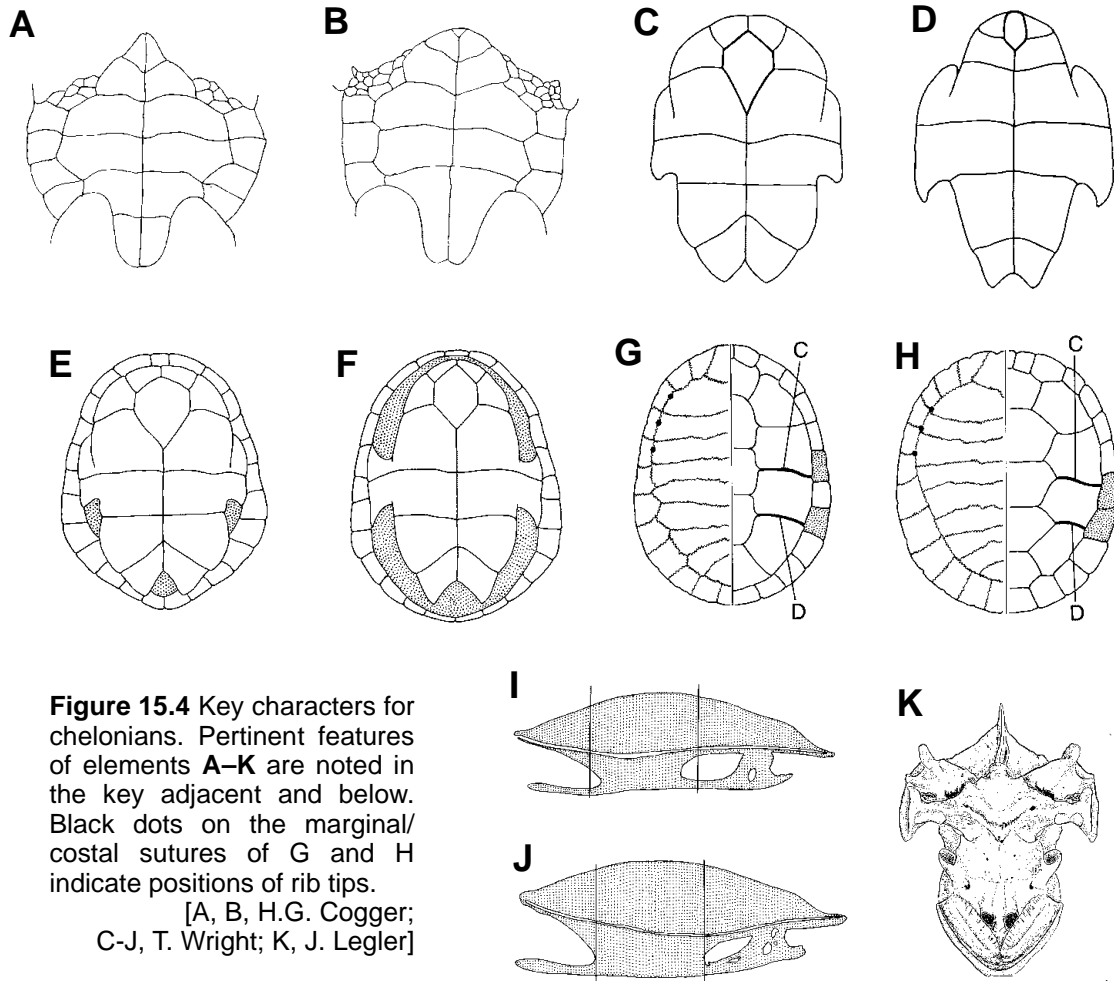 A B C D
E F G C H C
D D
I
J
K
Figure 15.4 Key characters for
chelonians. Pertinent features
of elements A–K are noted in
the key adjacent and below.
Black dots on the marginal/
costal sutures of G and H
indicate positions of rib tips.
[A, B, H.G. Cogger;
C-J, T. Wright; K, J. Legler]